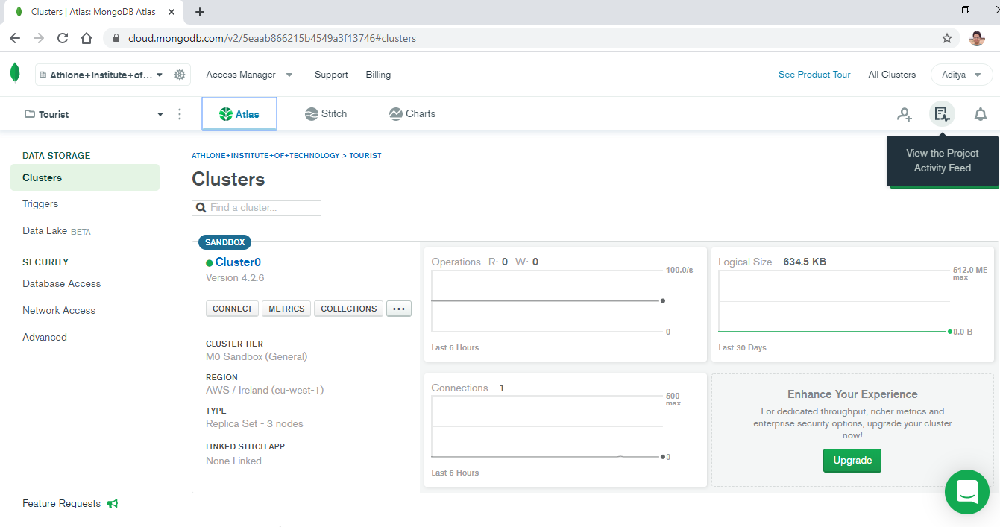 Clusters | Atlas: MongoDB Atlas
cloud.mongodb.com/v2/5eaab866215b4549a3f13746#clusters
Athlone+Institute+of...
Access Manager
Support
Billing
See Product Tour
All Clusters
Aditya
Tourist
Atlas
Stitch
Charts
View the Project
Activity Feed
DATA STORAGE
Clusters
Triggers
Data Lake BETA
SECURITY
Database Access
Network Access
Advanced
Feature Requests
ATHLONE+INSTITUTE+OF+TECHNOLOGY > TOURIST
Clusters
Find a cluster...
SANDBOX
Cluster0
Version 4.2.6
CONNECT
METRICS
COLLECTIONS
...
CLUSTER TIER
M0 Sandbox (General)
REGION
AWS / Ireland (eu-west-1)
TYPE
Replica Set - 3 nodes
LINKED STITCH APP
None Linked
Operations R: 0 W: 0
100.0/s
0
Last 6 Hours
Logical Size 634.5 KB
512.0 MB
max
0.0 B
Last 30 Days
Connections 1
500
max
0
Last 6 Hours
Enhance Your Experience
For dedicated throughput, richer metrics and
enterprise security options, upgrade your cluster
now!
Upgrade